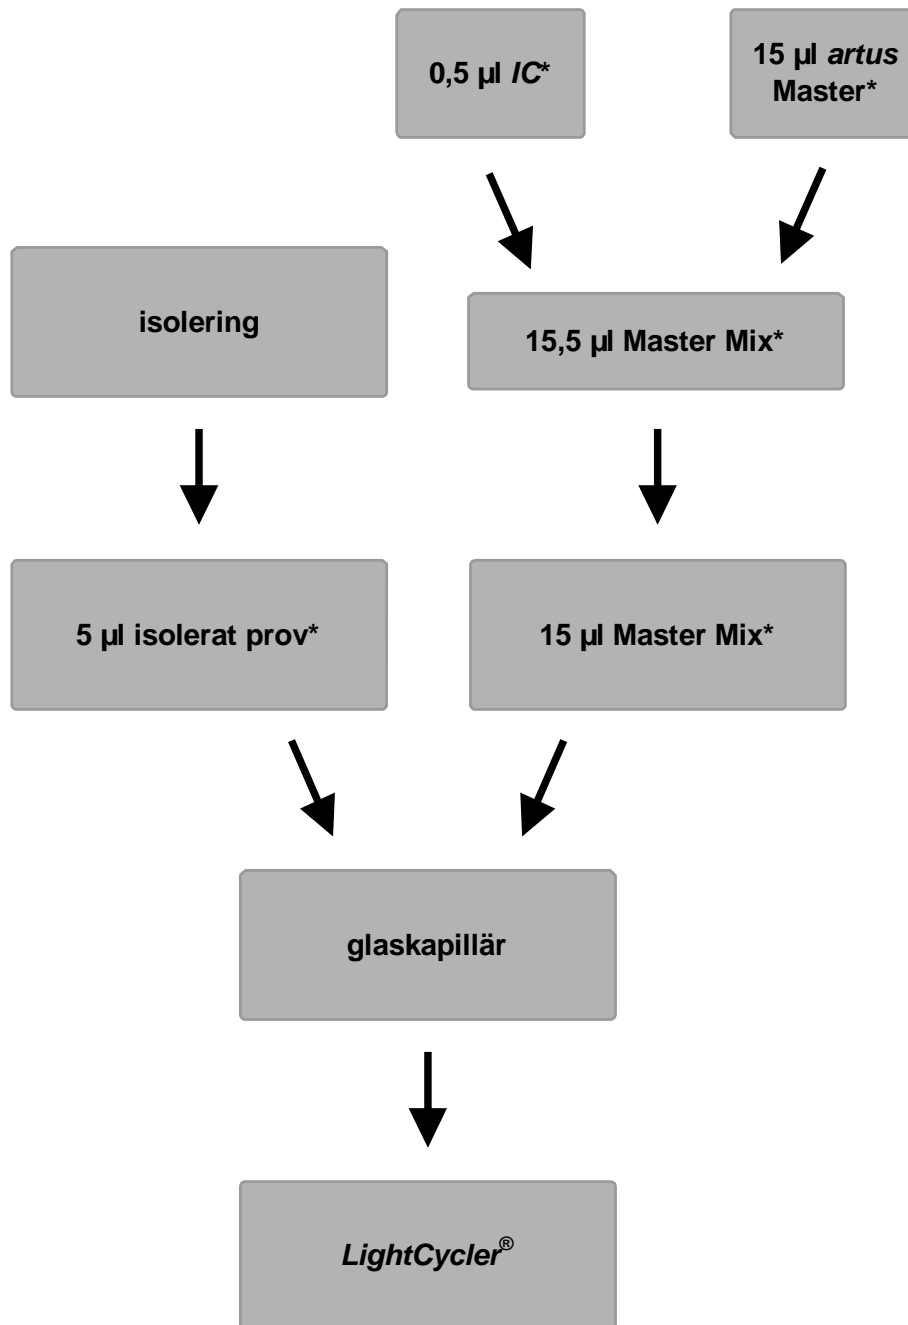 0,5 µl IC*
15 µl artus
Master*
isolering
15,5 µl Master Mix*
5 µl isolerat prov*
15 µl Master Mix*
glaskapillär
LightCycler®